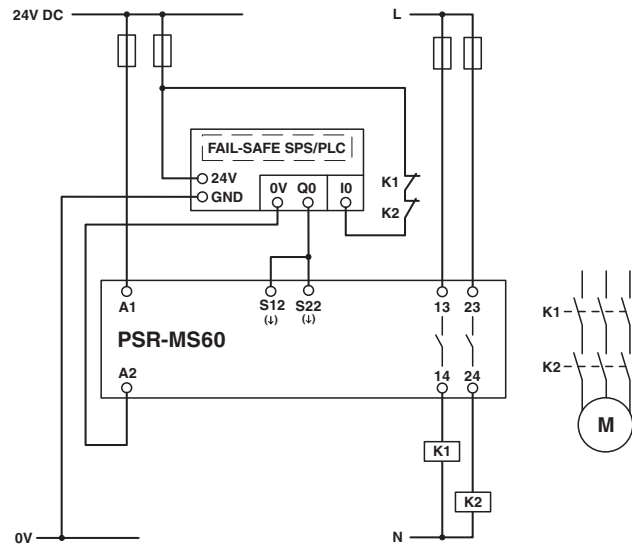 24V DC
L
FAIL-SAFE SPS/PLC
24V
GND
0V Q0 I0
K1
K2
A1
S12
(↓)
S22
(↓)
13 23
PSR-MS60
A2
14 24
K1
K2
K1
K2
M
0V
N